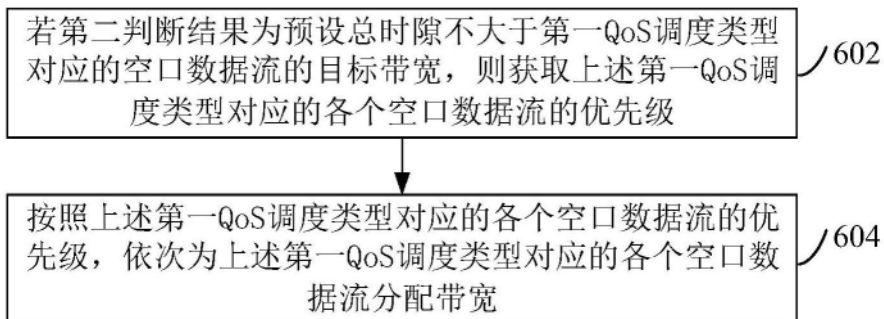 若第二判断结果为预设总时隙不大于第一QoS调度类型
对应的空口数据流的目标带宽，则获取上述第一QoS调
度类型对应的各个空口数据流的优先级
602
按照上述第一QoS调度类型对应的各个空口数据流的优
先级，依次为上述第一QoS调度类型对应的各个空口数
据流分配带宽
604